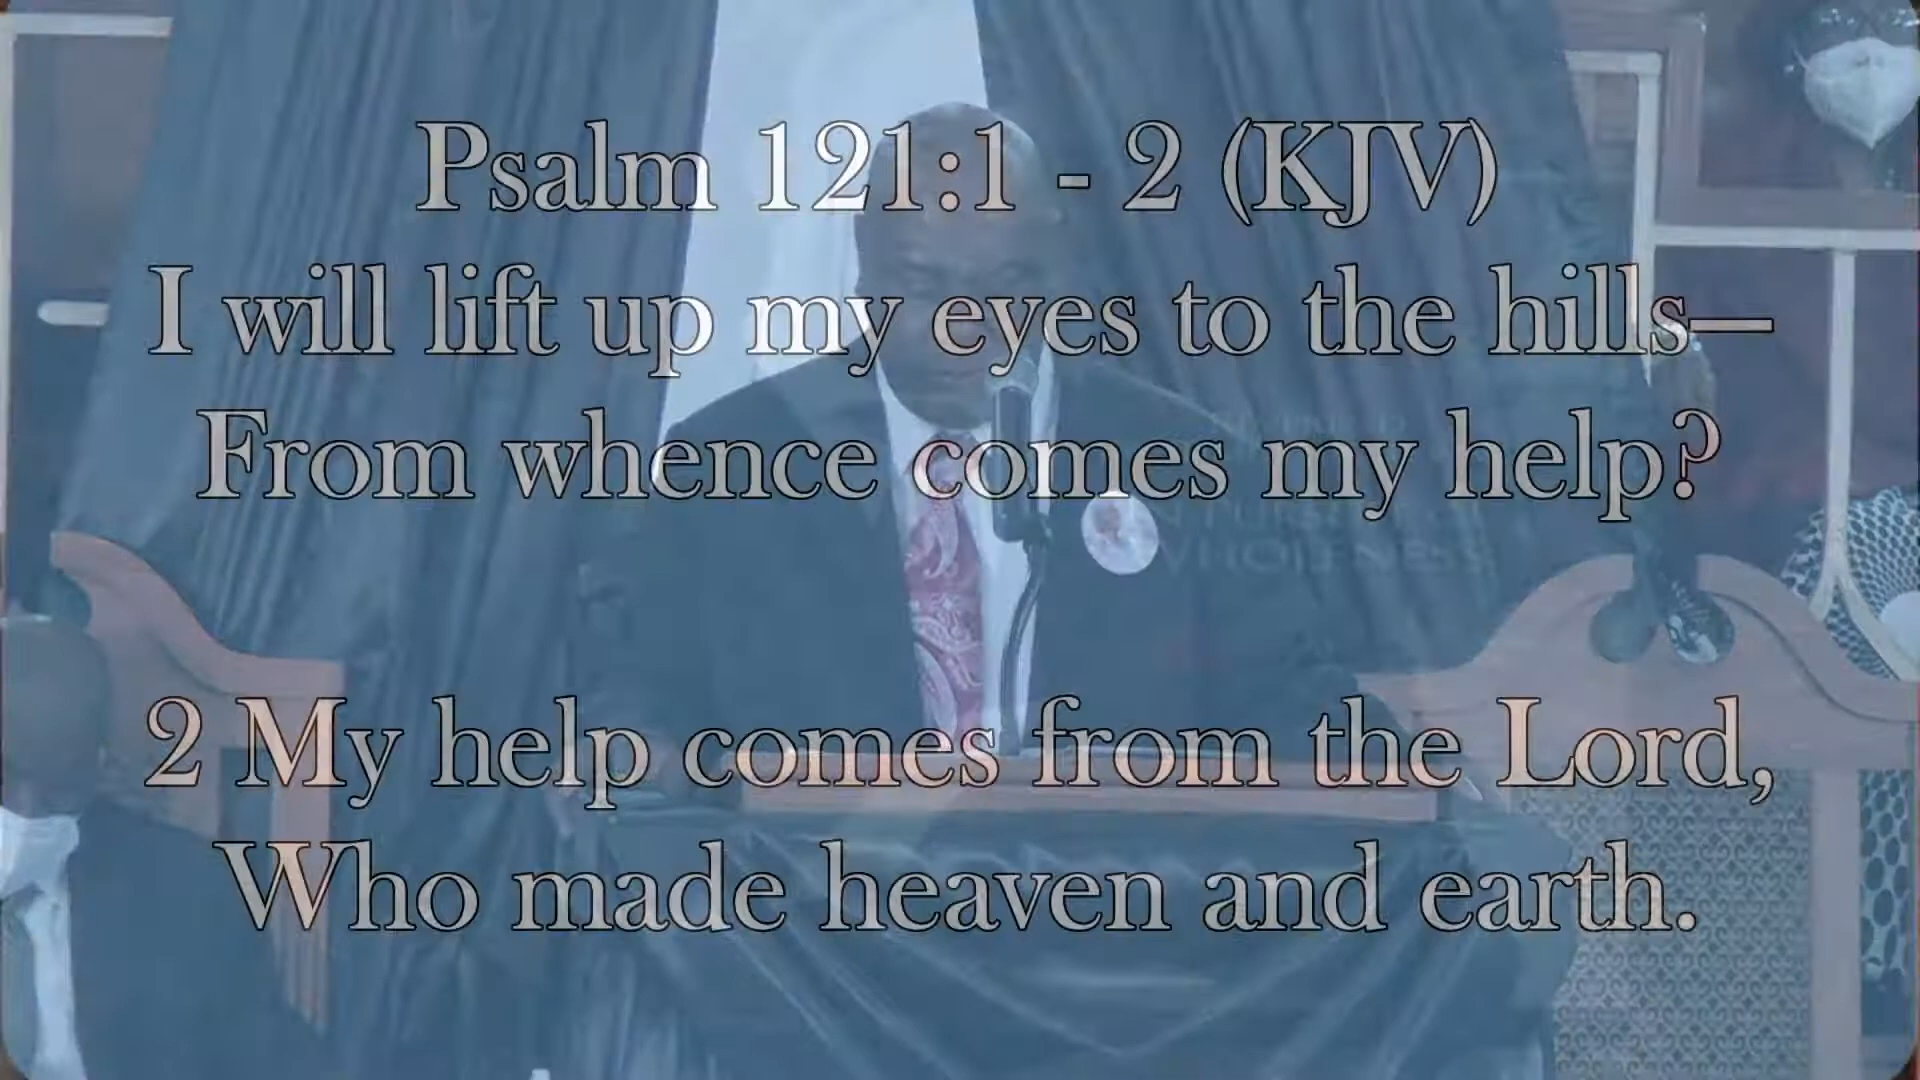 Psalm 121:1 - 2 (KJV)
I will lift up my eyes to the hills—
From whence comes my help?
2 My help comes from the Lord,
Who made heaven and earth.